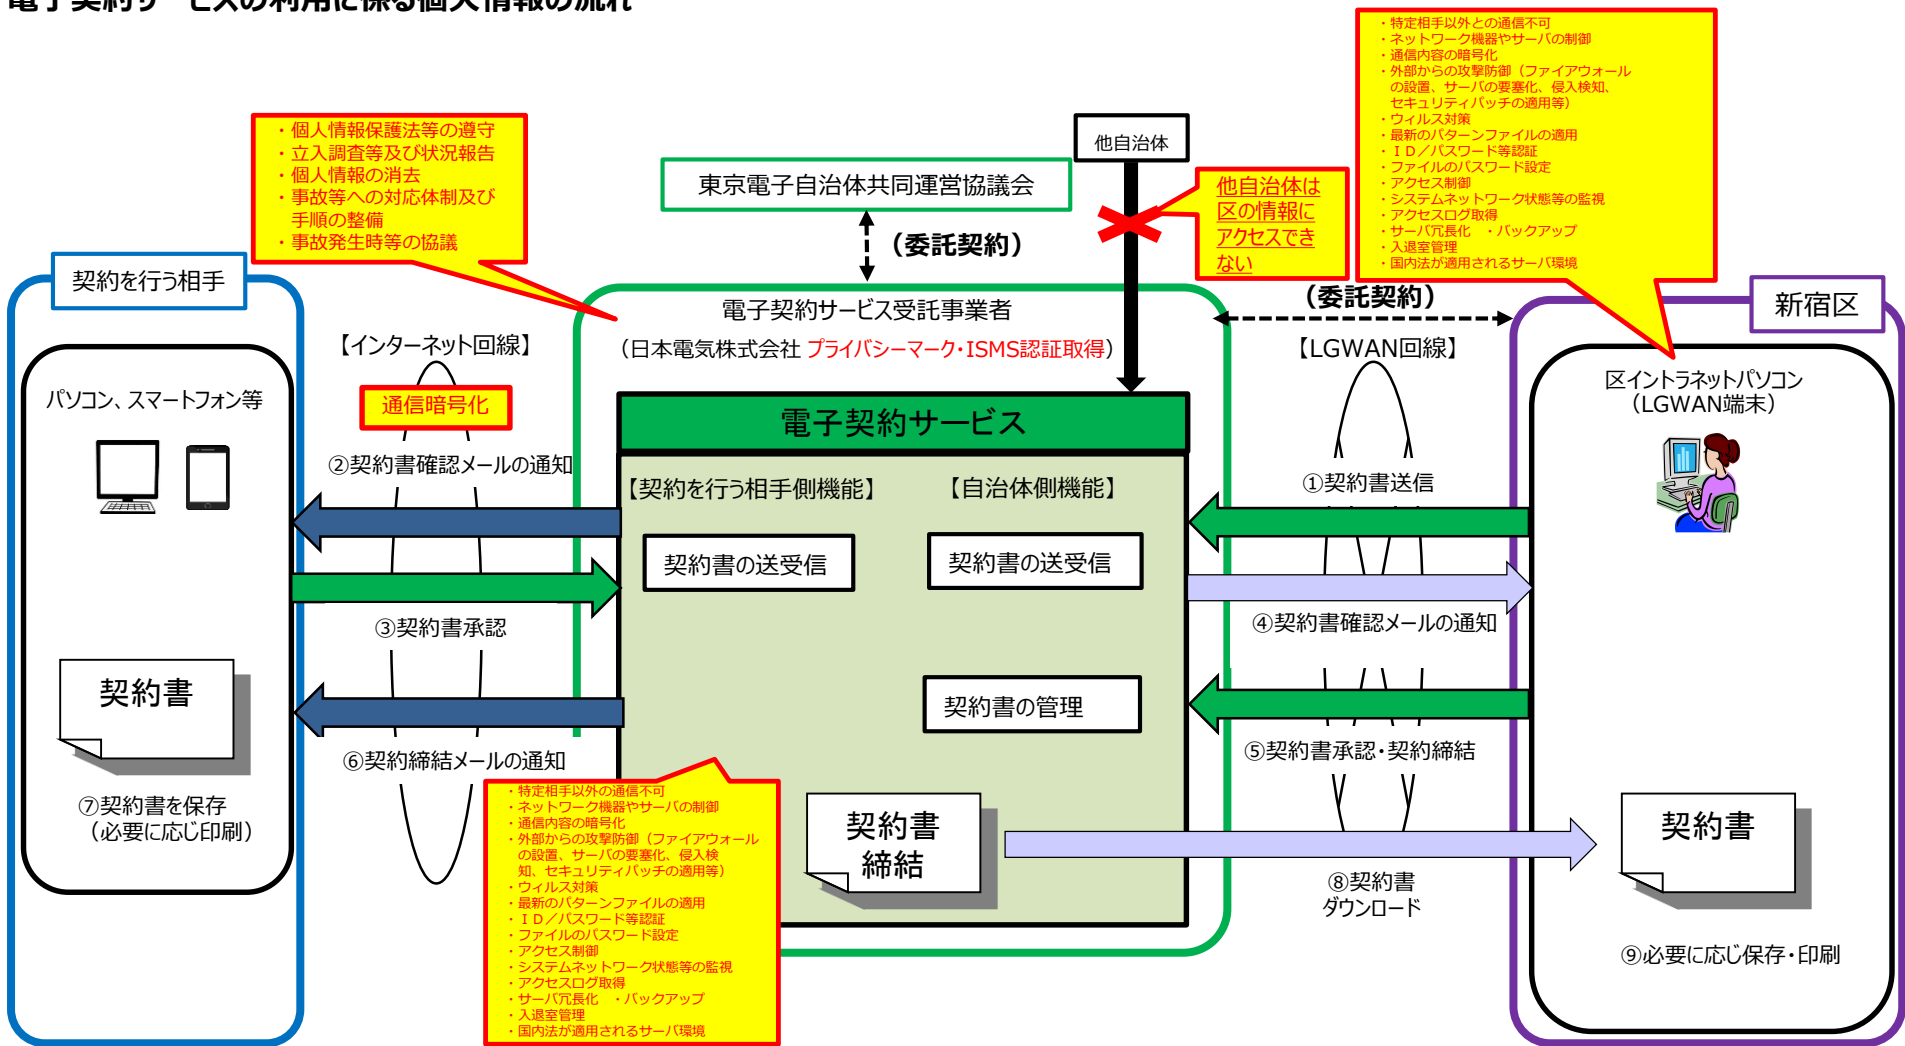 電子契約サービスの利用に係る個人情報の流れ
・特定相手以外との通信不可
・ネットワーク機器やサーバの制御
・通信内容の暗号化
・外部からの攻撃防御（ファイアウォール
の設置、サーバの要塞化、侵入検知、
セキュリティパッチの適用等）
・ウィルス対策
・最新のパターンファイルの適用
・ＩＤ／パスワード等認証
・ファイルのパスワード設定
・アクセス制御
・システムネットワーク状態等の監視
・アクセスログ取得
・サーバ冗長化　・バックアップ
・入退室管理
・国内法が適用されるサーバ環境
・個人情報保護法等の遵守
・立入調査等及び状況報告
・個人情報の消去
・事故等への対応体制及び
手順の整備
・事故発生時等の協議
他自治体
東京電子自治体共同運営協議会
他自治体は
区の情報に
アクセスでき
ない
（委託契約）
契約を行う相手
電子契約サービス受託事業者
（日本電気株式会社 プライバシーマーク・ISMS認証取得）
（委託契約）
新宿区
【インターネット回線】
【LGWAN回線】
パソコン、スマートフォン等
通信暗号化
電子契約サービス
区イントラネットパソコン
（LGWAN端末）
②契約書確認メールの通知
【契約を行う相手側機能】
【自治体側機能】
①契約書送信
契約書の送受信
契約書の送受信
③契約書承認
④契約書確認メールの通知
契約書
契約書の管理
⑥契約締結メールの通知
⑤契約書承認・契約締結
⑦契約書を保存
（必要に応じ印刷）
・特定相手以外の通信不可
・ネットワーク機器やサーバの制御
・通信内容の暗号化
・外部からの攻撃防御（ファイアウォール
の設置、サーバの要塞化、侵入検
知、セキュリティパッチの適用等）
・ウィルス対策
・最新のパターンファイルの適用
・ＩＤ／パスワード等認証
・ファイルのパスワード設定
・アクセス制御
・システムネットワーク状態等の監視
・アクセスログ取得
・サーバ冗長化　・バックアップ
・入退室管理
・国内法が適用されるサーバ環境
契約書
締結
契約書
⑧契約書
ダウンロード
⑨必要に応じ保存・印刷